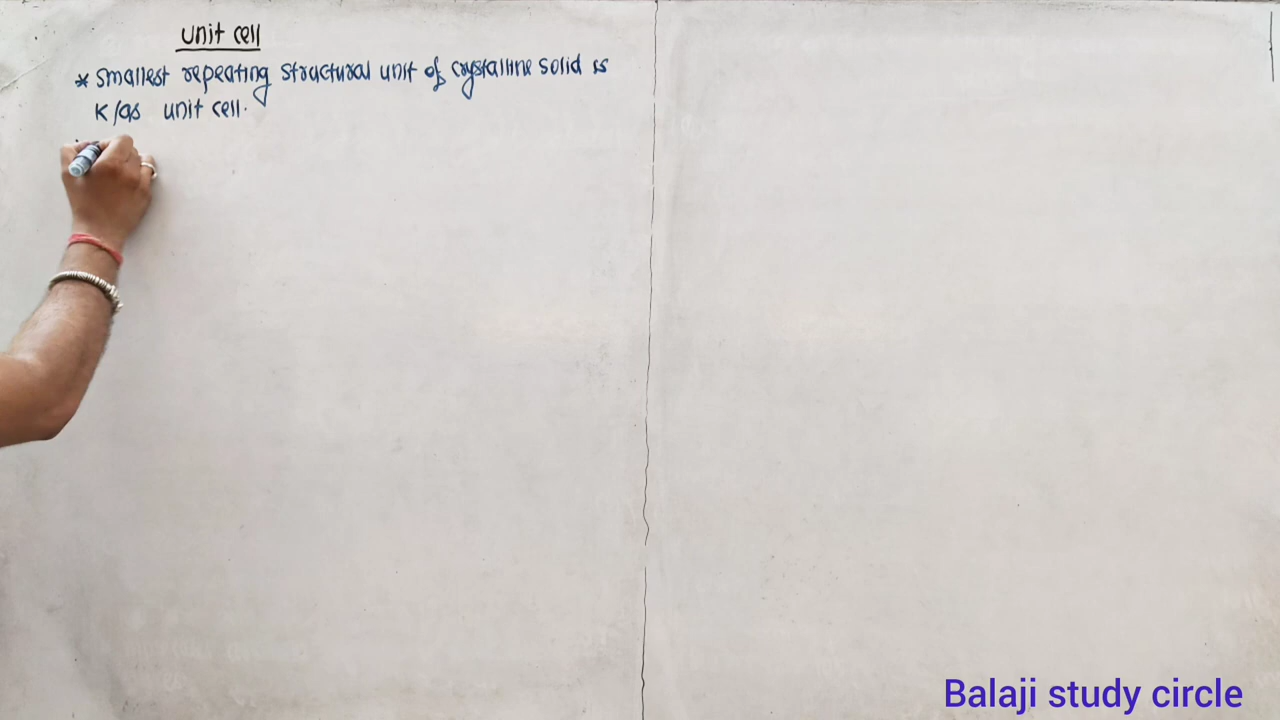 unit cell
* smallest repeating structural unit of crystalline solid is
K/as unit cell.
Balaji study circle